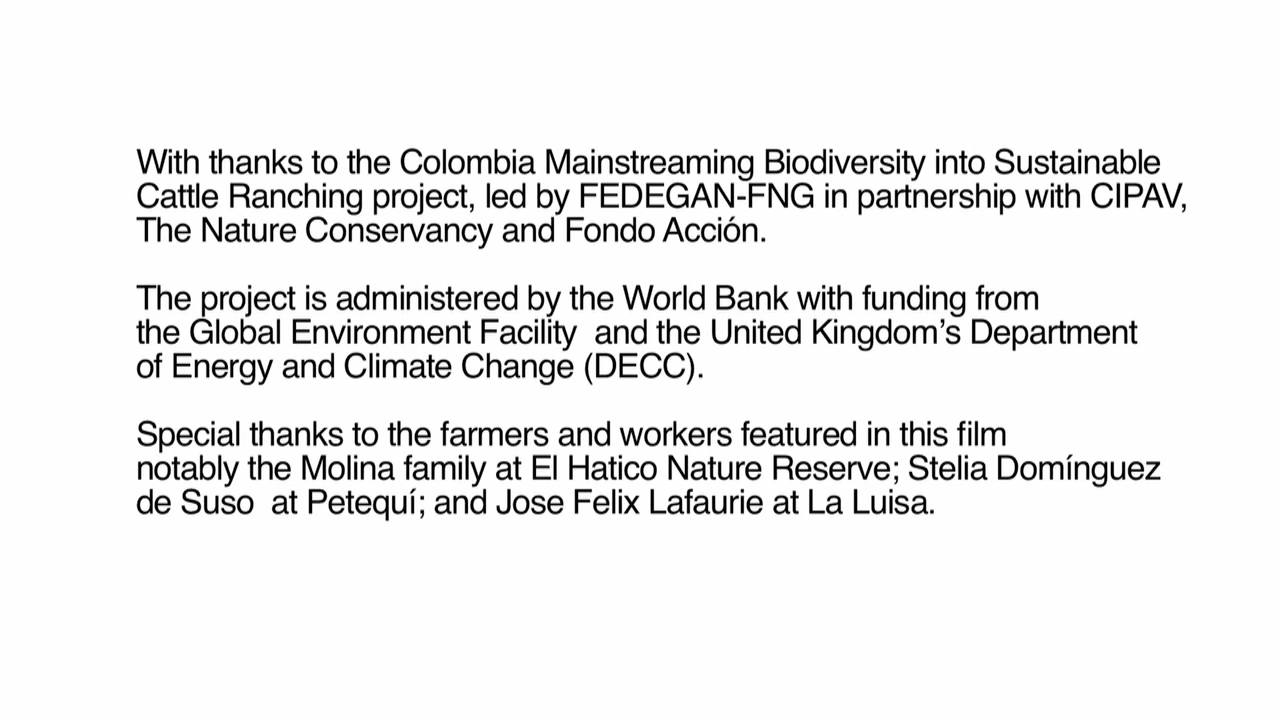 With thanks to the Colombia Mainstreaming Biodiversity into Sustainable
Cattle Ranching project, led by FEDEGAN-FNG in partnership with CIPAV,
The Nature Conservancy and Fondo Acción.
The project is administered by the World Bank with funding from
the Global Environment Facility  and the United Kingdom’s Department
of Energy and Climate Change (DECC).
Special thanks to the farmers and workers featured in this film
notably the Molina family at El Hatico Nature Reserve; Stelia Domínguez
de Suso  at Petequí; and Jose Felix Lafaurie at La Luisa.